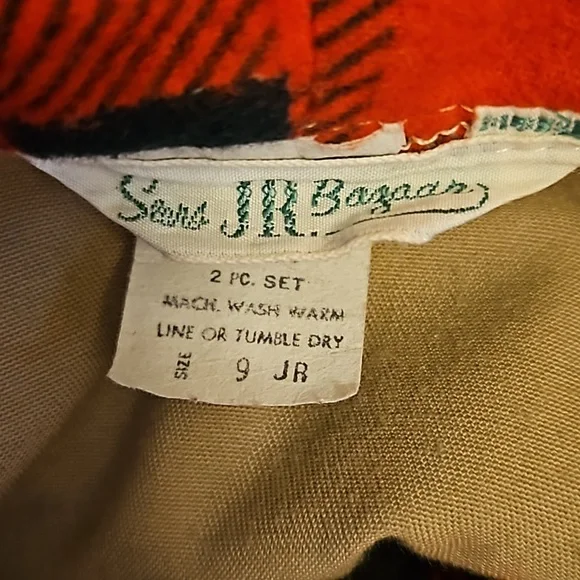 Sears JR. Bazaar
2 PC. SET
MACH. WASH WARM
LINE OR TUMBLE DRY
SIZE 9 JR